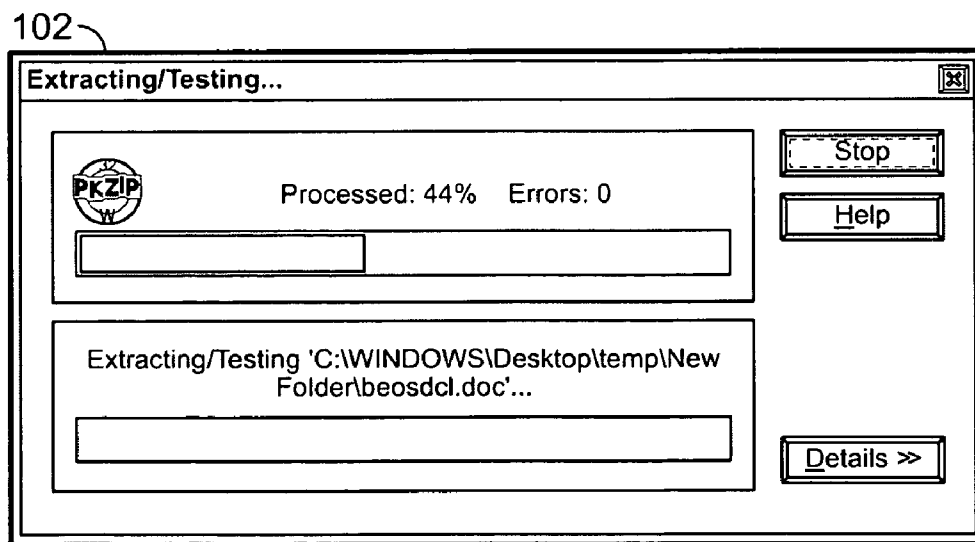 102
Extracting/Testing...
Stop
32
PKZIP
W
Processed: 44% Errors: 0
Help
Extracting/Testing 'C:\WINDOWS\Desktop\temp\New
Folder\beosdcl.doc'...
Details >>